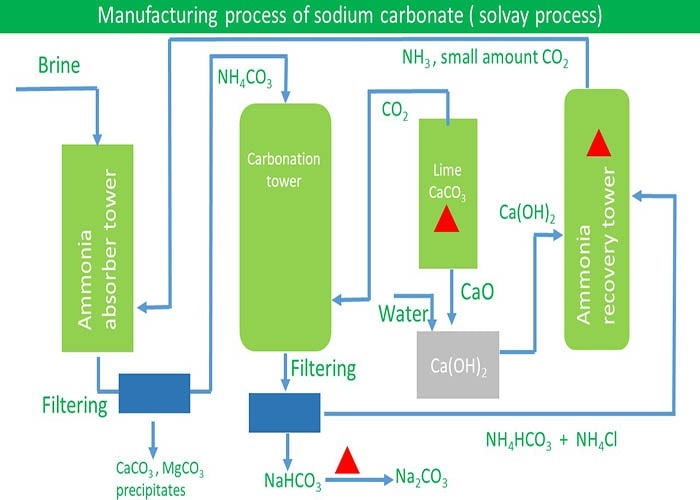 Manufacturing process of sodium carbonate ( solvay process)
Brine
NH₄CO₃
NH₃ , small amount CO₂
CO₂
Carbonation
tower
Lime
CaCO₃
Ammonia
absorber tower
Ca(OH)₂
Ammonia
recovery tower
CaO
Water
Ca(OH)₂
Filtering
Filtering
NH₄HCO₃ + NH₄Cl
CaCO₃ , MgCO₃
precipitates
NaHCO₃
Na₂CO₃